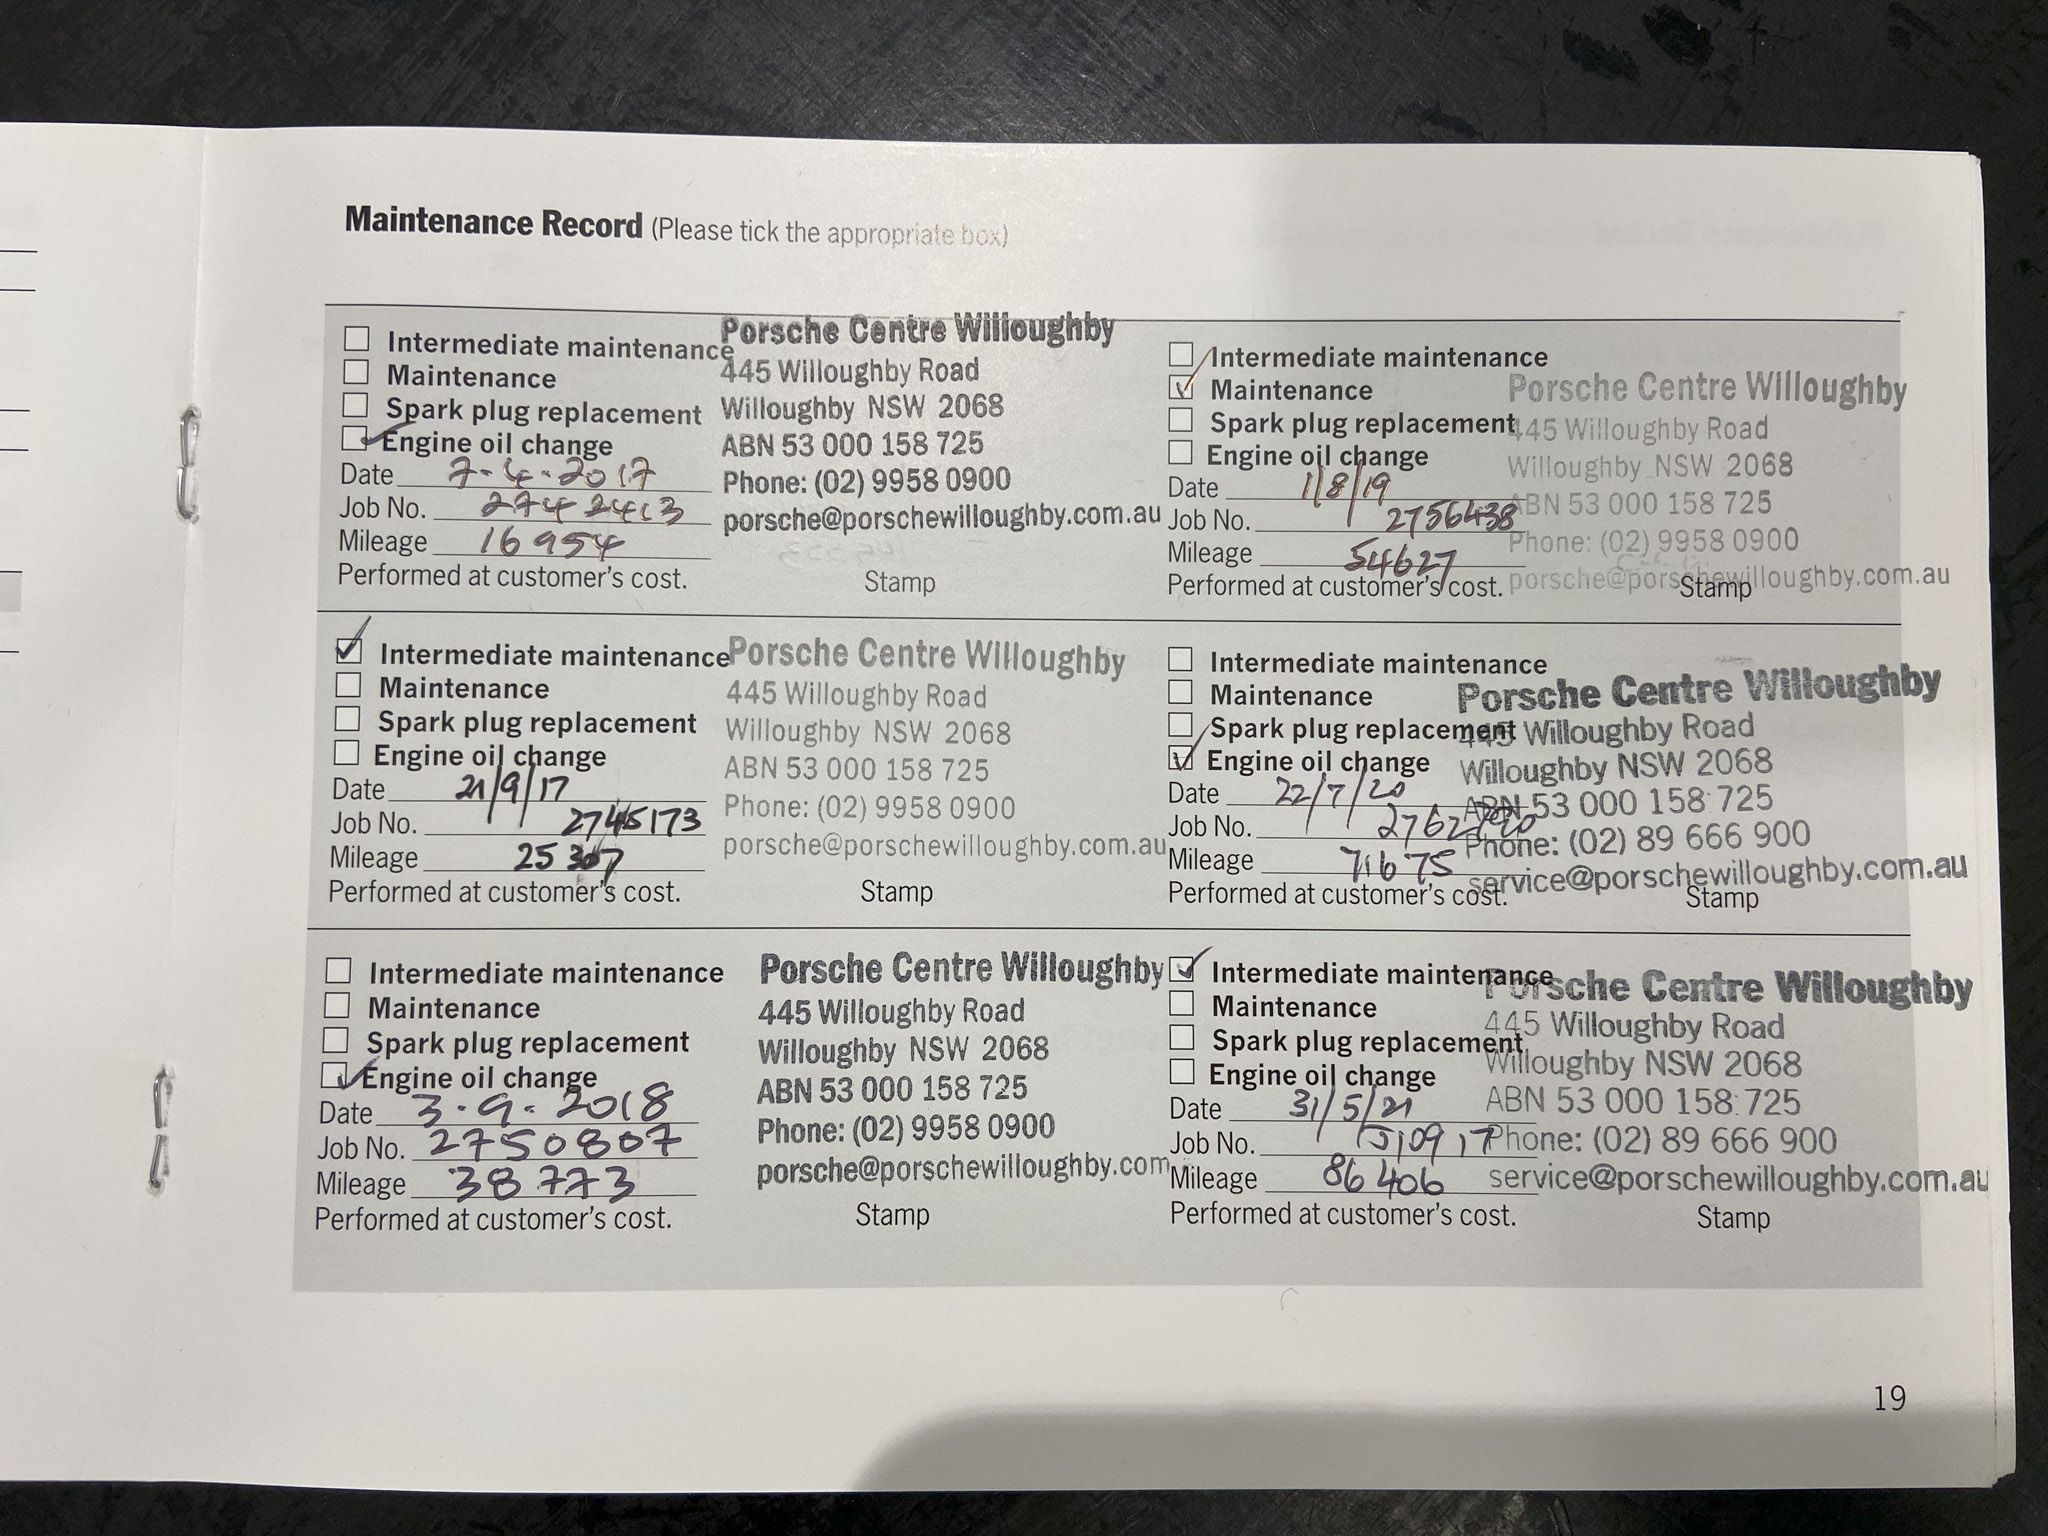 Maintenance Record (Please tick the appropriate box)
Intermediate maintenance
Maintenance
Spark plug replacement
Engine oil change
Date 7-4-2017
Job No. 2742413
Mileage 16954
Performed at customer's cost.
Porsche Centre Willoughby
445 Willoughby Road
Willoughby NSW 2068
ABN 53 000 158 725
Phone: (02) 9958 0900
porsche@porschewilloughby.com.au
Stamp
Intermediate maintenance
Maintenance
Spark plug replacement
Engine oil change
Date 21/9/17
Job No. 2745173
Mileage 25307
Performed at customer's cost.
Porsche Centre Willoughby
445 Willoughby Road
Willoughby NSW 2068
ABN 53 000 158 725
Phone: (02) 9958 0900
porsche@porschewilloughby.com.au
Stamp
Intermediate maintenance
Maintenance
Spark plug replacement
Engine oil change
Date 3.9.2018
Job No. 2750807
Mileage 38773
Performed at customer's cost.
Porsche Centre Willoughby
445 Willoughby Road
Willoughby NSW 2068
ABN 53 000 158 725
Phone: (02) 9958 0900
porsche@porschewilloughby.com
Stamp
Intermediate maintenance
Maintenance
Spark plug replacement
Engine oil change
Date 1/8/19
Job No. 2756438
Mileage 54627
Performed at customer's cost.
Porsche Centre Willoughby
445 Willoughby Road
Willoughby NSW 2068
ABN 53 000 158 725
Phone: (02) 9958 0900
porsche@porschewilloughby.com.au
Stamp
Intermediate maintenance
Maintenance
Spark plug replacement
Engine oil change
Date 22/7/20
Job No.
Mileage 71675
Performed at customer's cost.
Porsche Centre Willoughby
445 Willoughby Road
Willoughby NSW 2068
ABN 53 000 158 725
Phone: (02) 89 666 900
service@porschewilloughby.com.au
Stamp
Intermediate maintenance
Maintenance
Spark plug replacement
Engine oil change
Date 31/5/21
Job No.
Mileage 86406
Performed at customer's cost.
Porsche Centre Willoughby
445 Willoughby Road
Willoughby NSW 2068
ABN 53 000 158 725
Phone: (02) 89 666 900
service@porschewilloughby.com.au
Stamp
19